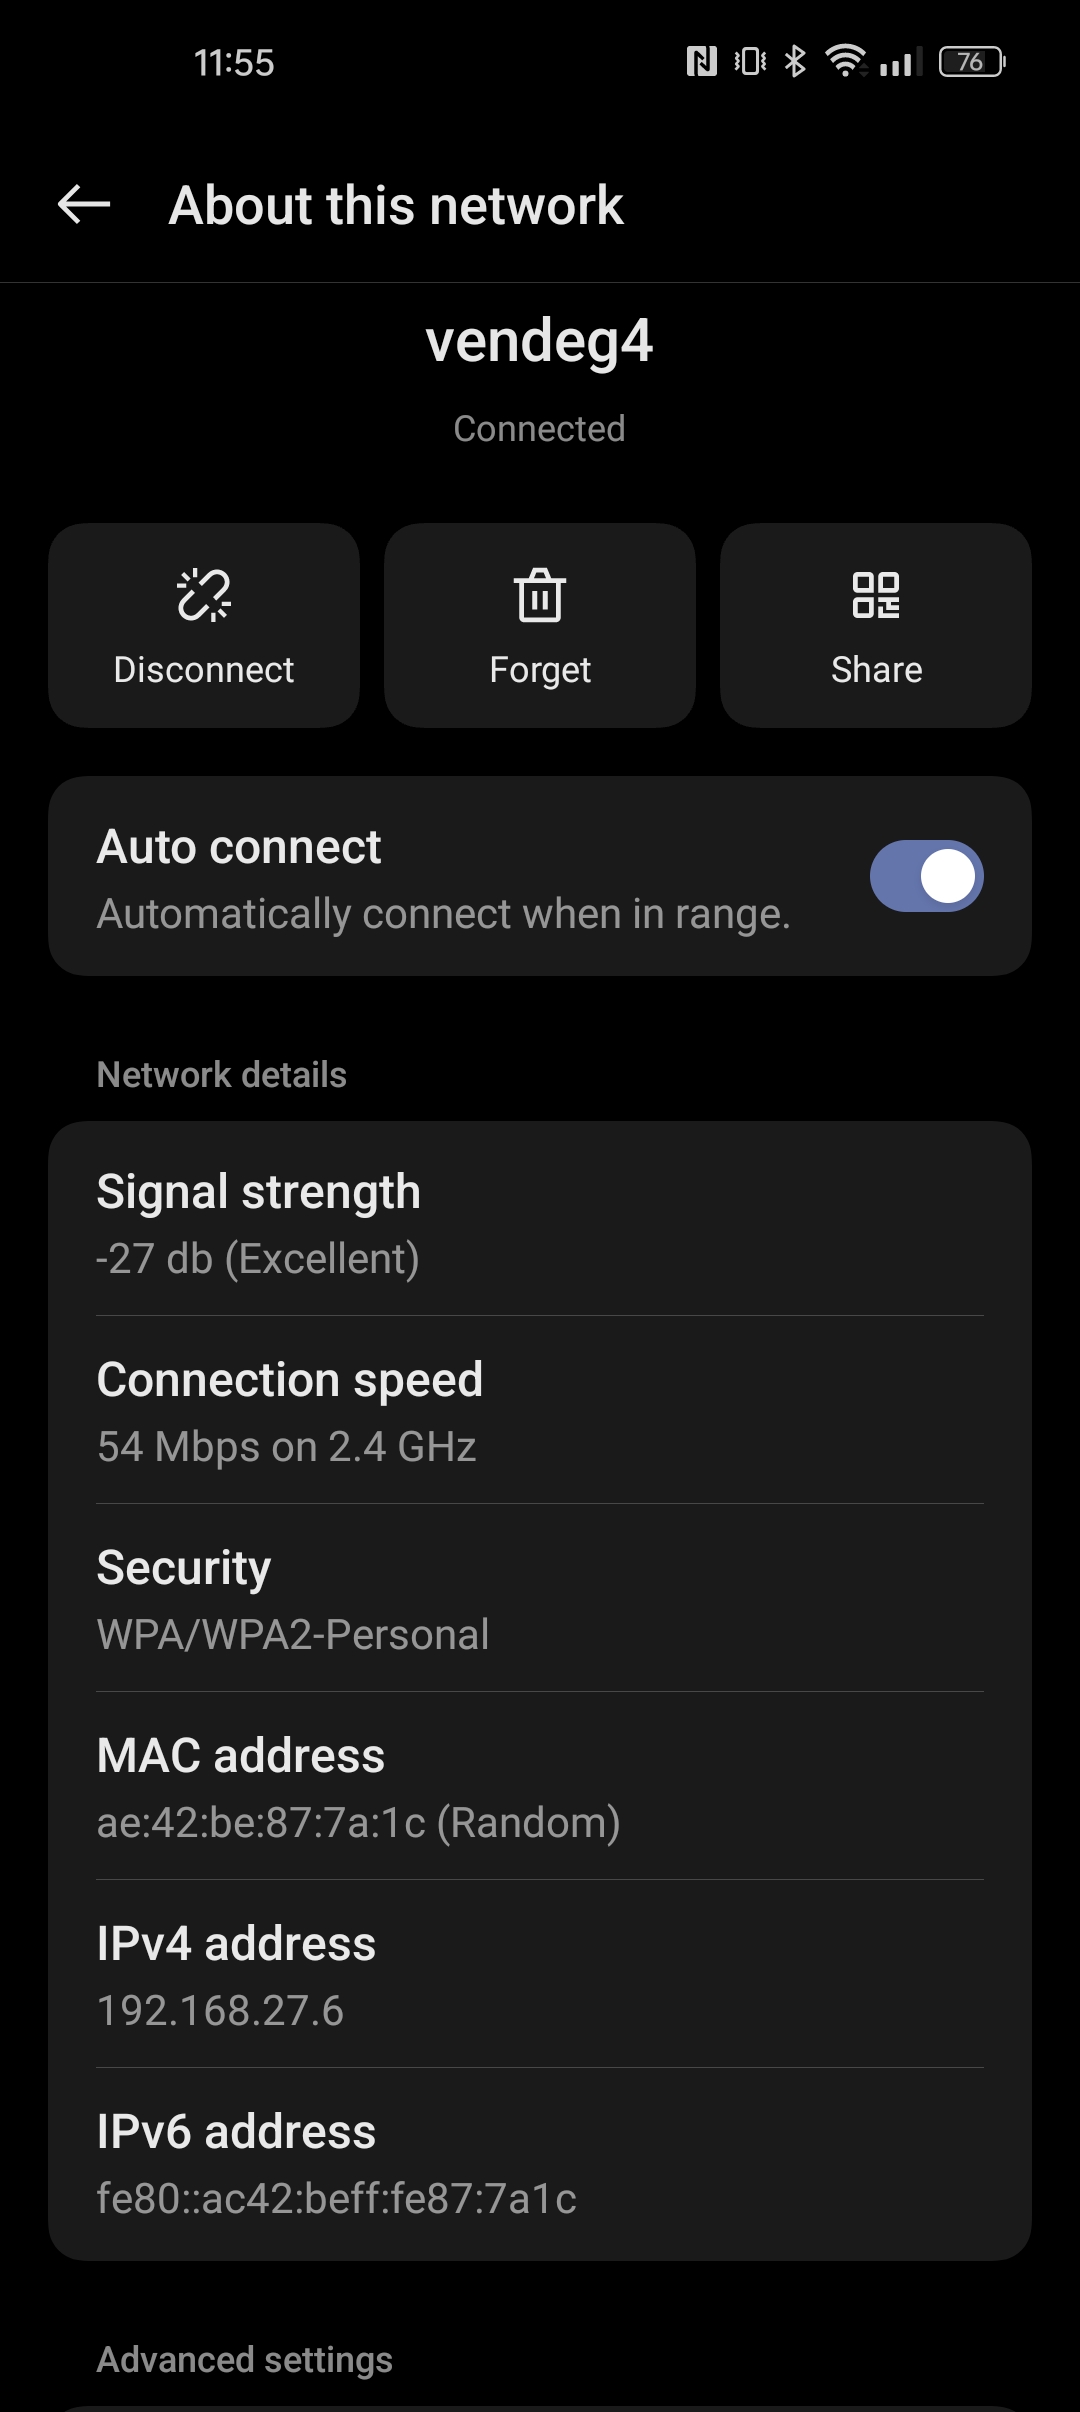 11:55
76
About this network
vendeg4
Connected
Disconnect
Forget
Share
Auto connect
Automatically connect when in range.
Network details
Signal strength
-27 db (Excellent)
Connection speed
54 Mbps on 2.4 GHz
Security
WPA/WPA2-Personal
MAC address
ae:42:be:87:7a:1c (Random)
IPv4 address
192.168.27.6
IPv6 address
fe80::ac42:beff:fe87:7a1c
Advanced settings